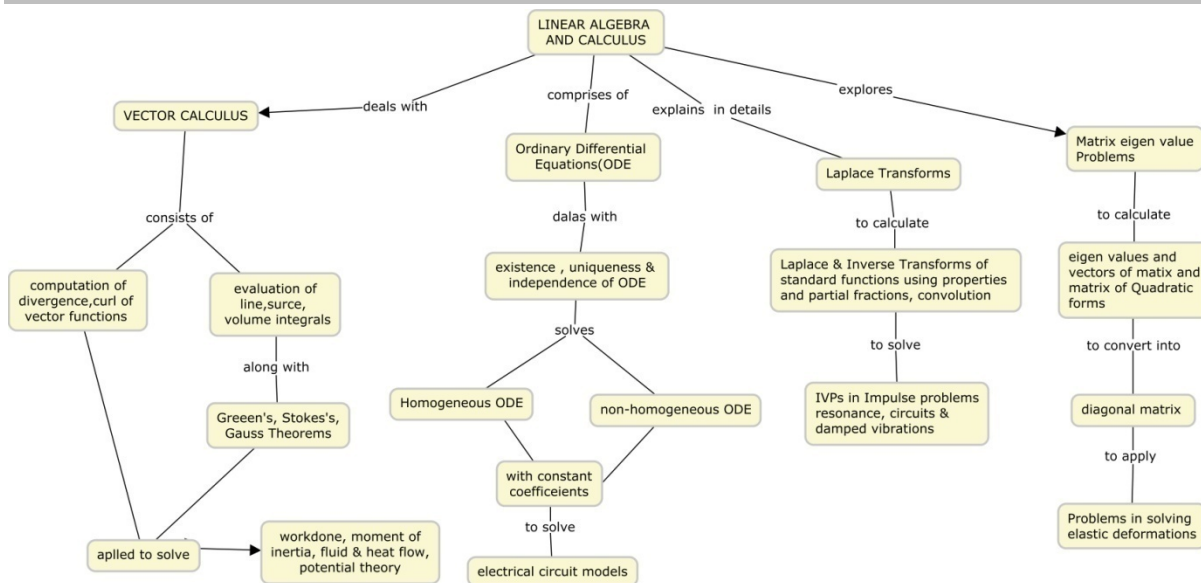 LINEAR ALGEBRA
AND CALCULUS
deals with
comprises of
explains in details
explores
VECTOR CALCULUS
consists of
computation of
divergence,curl of
vector functions
evaluation of
line,surce,
volume integrals
along with
Greeen's, Stokes's,
Gauss Theorems
aplled to solve
workdone, moment of
inertia, fluid & heat flow,
potential theory
Ordinary Differential
Equations(ODE
dalas with
existence , uniqueness &
independence of ODE
solves
Homogeneous ODE
non-homogeneous ODE
with constant
coefficeients
to solve
electrical circuit models
Laplace Transforms
to calculate
Laplace & Inverse Transforms of
standard functions using properties
and partial fractions, convolution
to solve
IVPs in Impulse problems
resonance, circuits &
damped vibrations
Matrix eigen value
Problems
to calculate
eigen values and
vectors of matix and
matrix of Quadratic
forms
to convert into
diagonal matrix
to apply
Problems in solving
elastic deformations